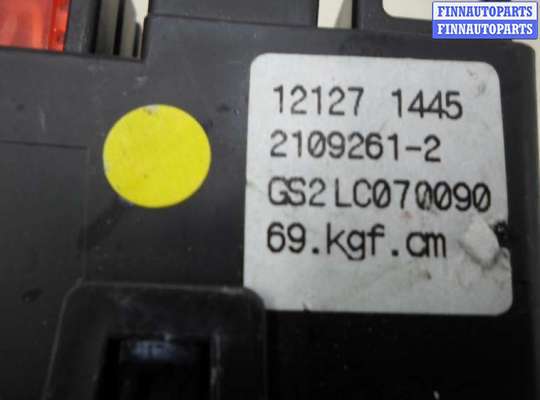 FINNAUTOPARTS
FINNAUTOPARTS
12127 1445
2109261-2
GS2LC070090
69.kgf.cm